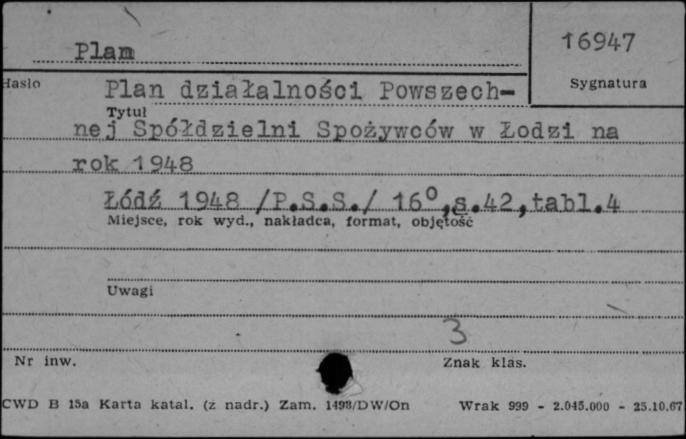 Plan
16947
Hasło
Sygnatura
Plan działalności Powszech-
Tytuł
nej Spółdzielni Spożywców w Łodzi na
rok 1948
Łódź 1948 /P.S.S./ 16°,s.42,tabl.4
Miejsce, rok wyd., nakładca, format, objętość
Uwagi
3
Nr inw.
Znak klas.
CWD B 15a Karta katal. (z nadr.) Zam. 1498/DW/On
Wrak 999 - 2.045.000 - 25.10.67